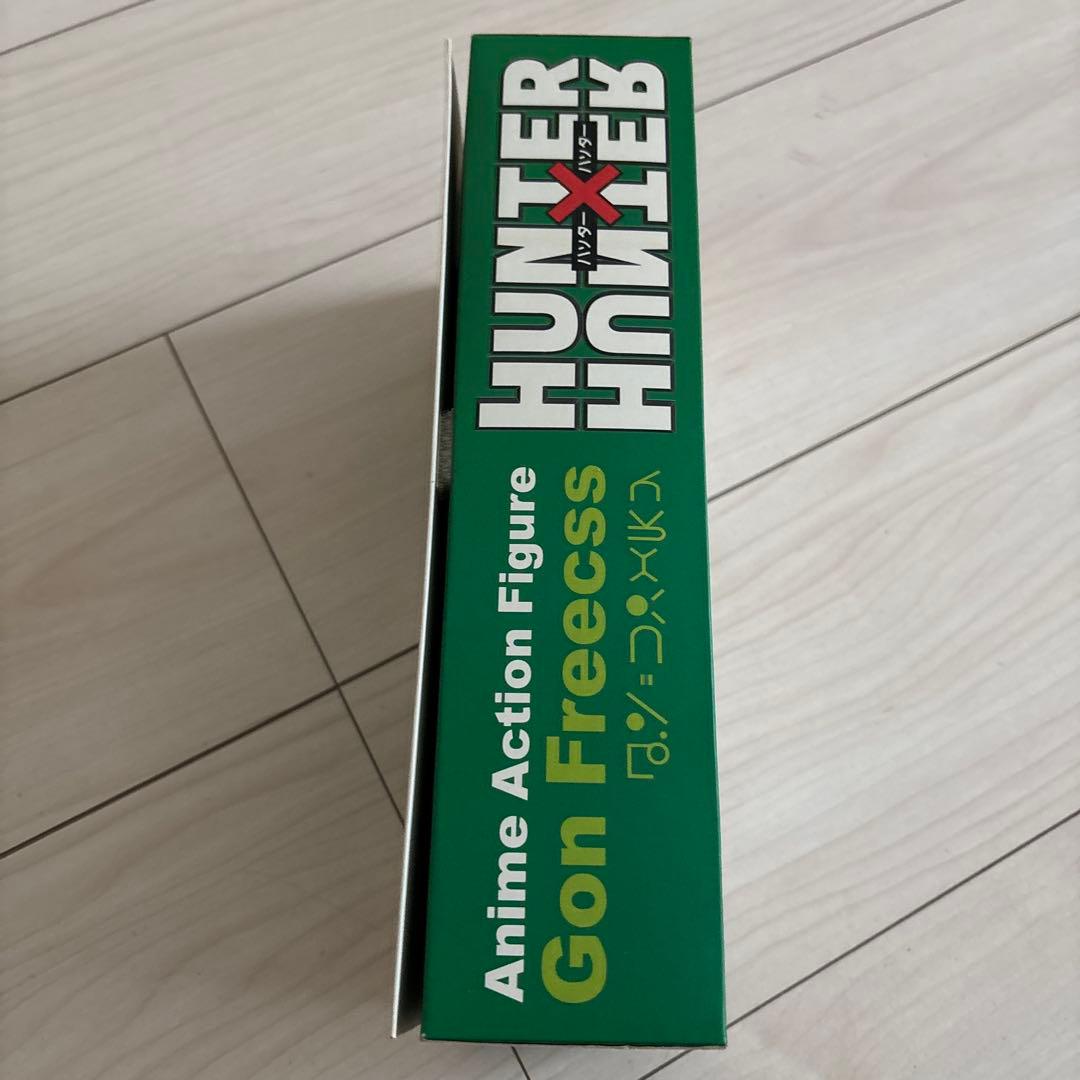 Anime Action Figure
Gon Freecss
HUNTER
ハンター×ハンター
HUNTER